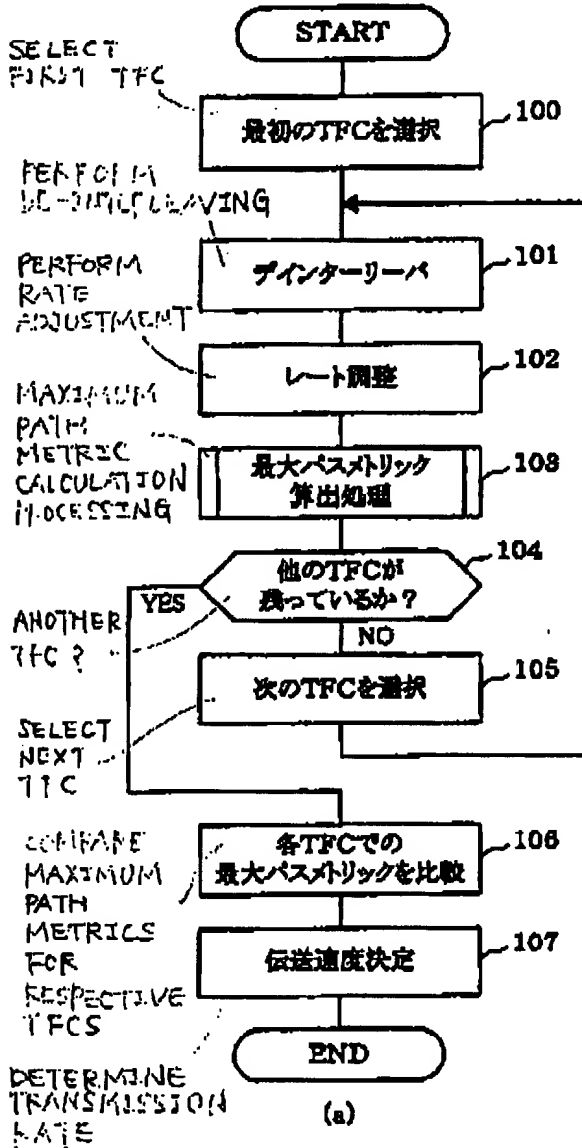 START
SELECT
FIRST TFC
最初のTFCを選択
100
PERFORM
DE-INTERLEAVING
デインターリーバ
101
PERFORM
RATE
ADJUSTMENT
レート調整
102
MAXIMUM
PATH
METRIC
CALCULATION
PROCESSING
最大パスメトリック
算出処理
103
他のTFCが
残っているか？
104
YES
NO
ANOTHER
TFC ?
次のTFCを選択
105
SELECT
NEXT
TFC
各TFCでの
最大パスメトリックを比較
106
COMPARE
MAXIMUM
PATH
METRICS
FOR
RESPECTIVE
TFCS
伝送速度決定
107
END
DETERMINE
TRANSMISSION
RATE
(a)